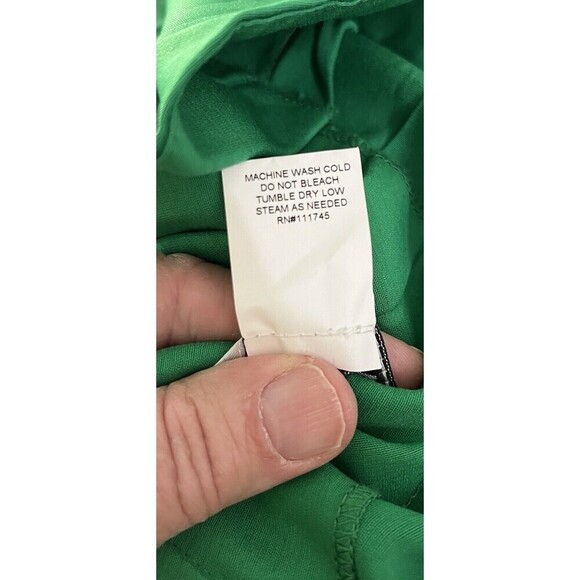 MACHINE WASH COLD
DO NOT BLEACH
TUMBLE DRY LOW
STEAM AS NEEDED
RN#111745